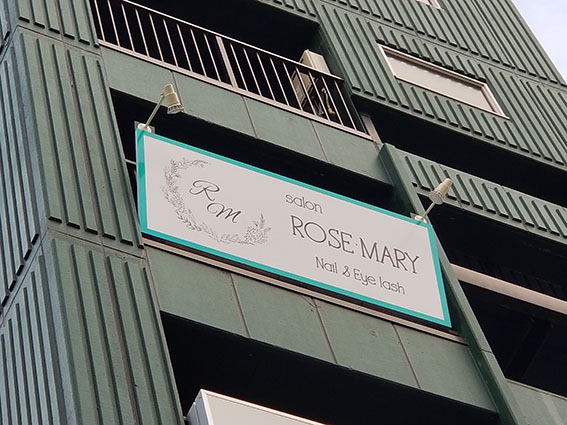 RM
salon
ROSE·MARY
Nail & Eye lash